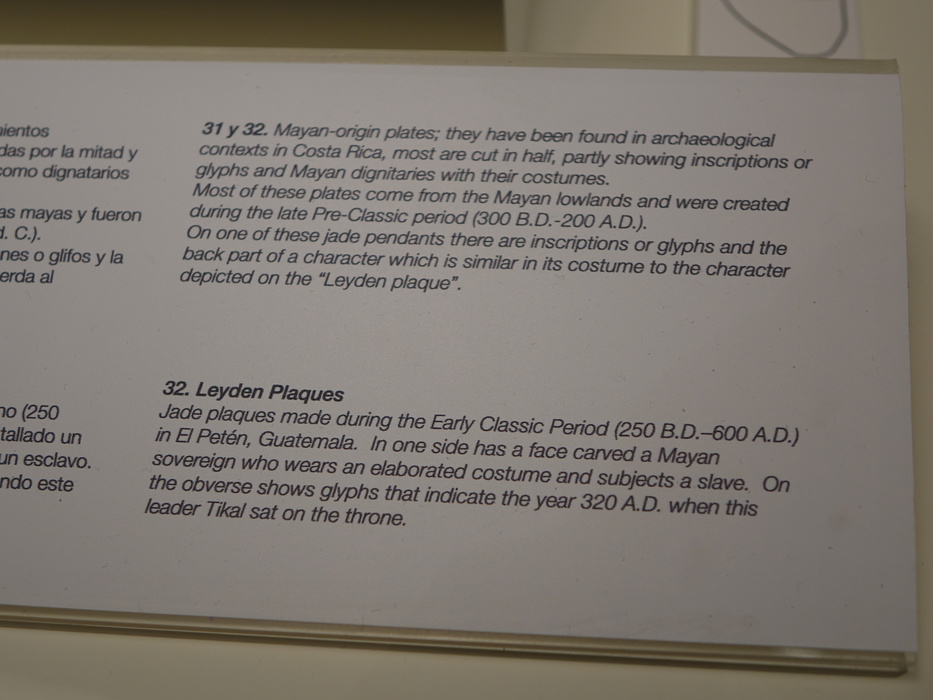 nientos
das por la mitad y
como dignatarios
as mayas y fueron
d. C.).
nes o glifos y la
erda al
31 y 32. Mayan-origin plates; they have been found in archaeological
contexts in Costa Rica, most are cut in half, partly showing inscriptions or
glyphs and Mayan dignitaries with their costumes.
Most of these plates come from the Mayan lowlands and were created
during the late Pre-Classic period (300 B.D.-200 A.D.).
On one of these jade pendants there are inscriptions or glyphs and the
back part of a character which is similar in its costume to the character
depicted on the “Leyden plaque”.
no (250
tallado un
un esclavo.
ndo este
32. Leyden Plaques
Jade plaques made during the Early Classic Period (250 B.D.–600 A.D.)
in El Petén, Guatemala. In one side has a face carved a Mayan
sovereign who wears an elaborated costume and subjects a slave. On
the obverse shows glyphs that indicate the year 320 A.D. when this
leader Tikal sat on the throne.